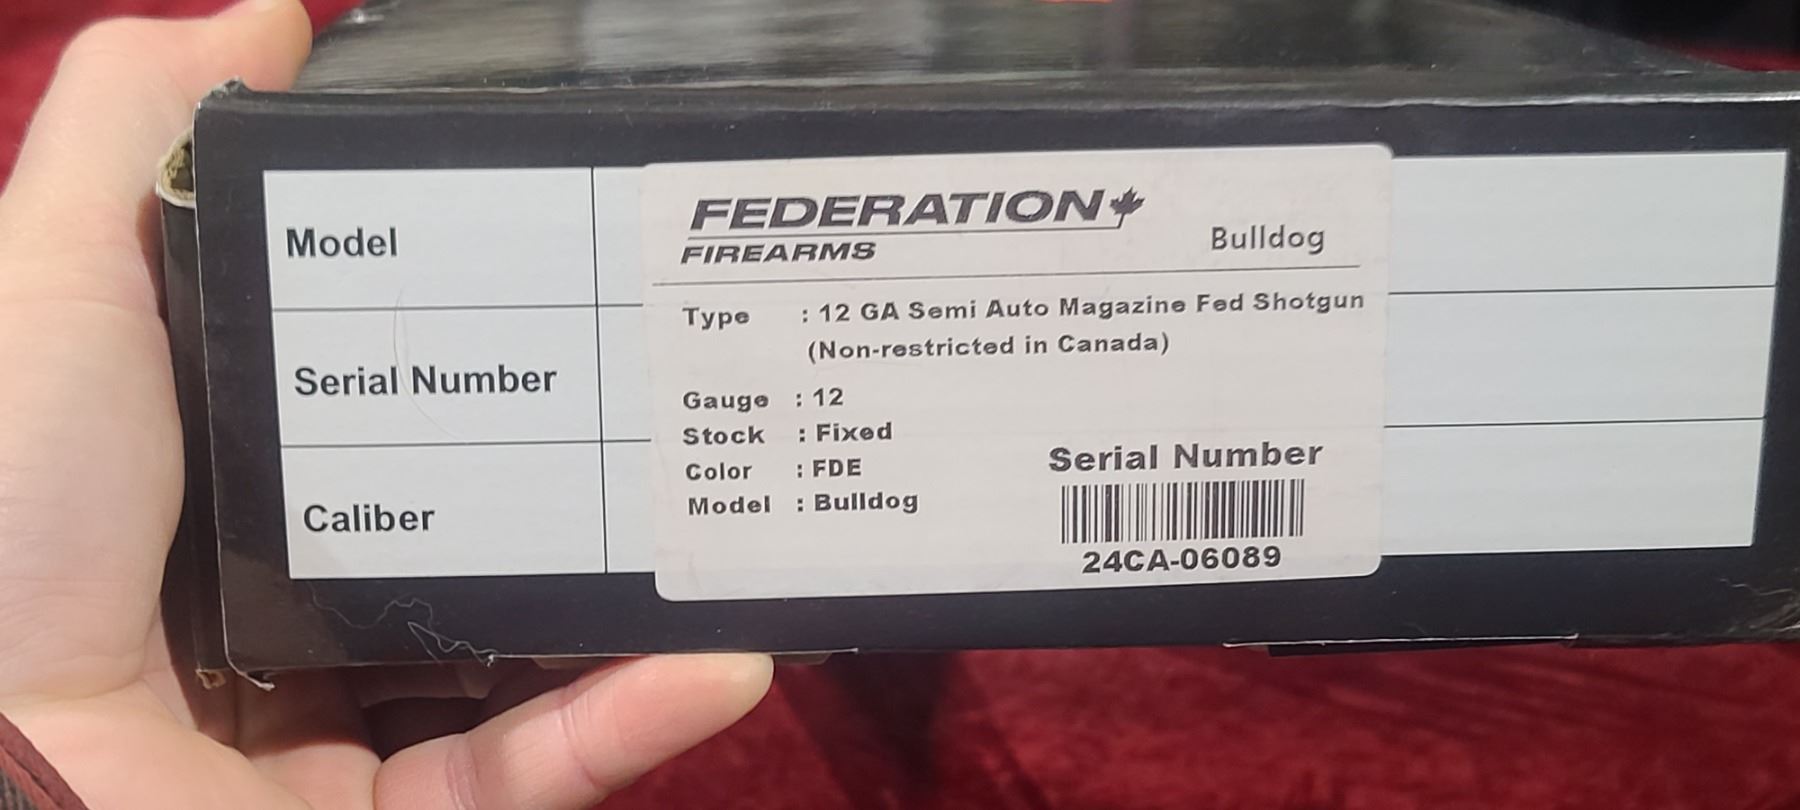 Model
Serial Number
Caliber
FEDERATION
FIREARMS
Bulldog
Type : 12 GA Semi Auto Magazine Fed Shotgun
(Non-restricted in Canada)
Gauge : 12
Stock : Fixed
Color : FDE
Model : Bulldog
Serial Number
24CA-06089